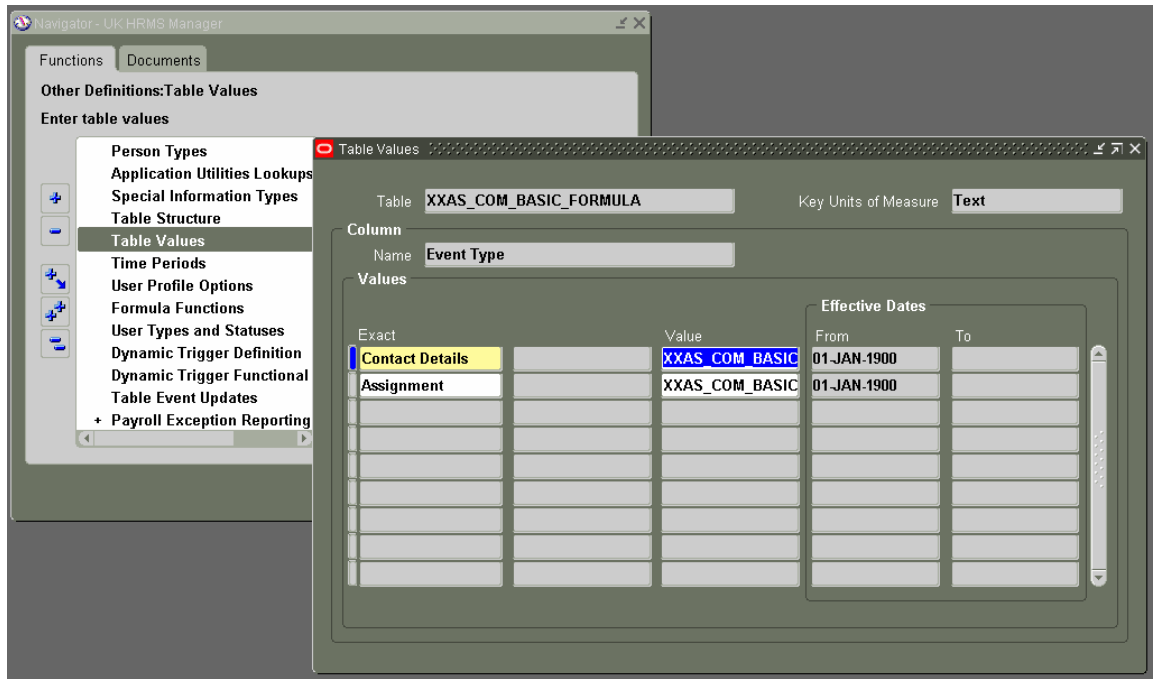 Navigator - UK HRMS Manager
Functions Documents
Other Definitions:Table Values
Enter table values
Person Types
Application Utilities Lookups
Special Information Types
Table Structure
Table Values
Time Periods
User Profile Options
Formula Functions
User Types and Statuses
Dynamic Trigger Definition
Dynamic Trigger Functional
Table Event Updates
+ Payroll Exception Reporting
Table Values
Table XXAS_COM_BASIC_FORMULA Key Units of Measure Text
Column
Name Event Type
Values
Effective Dates
Exact Value From To
Contact Details XXAS_COM_BASIC 01-JAN-1900
Assignment XXAS_COM_BASIC 01-JAN-1900